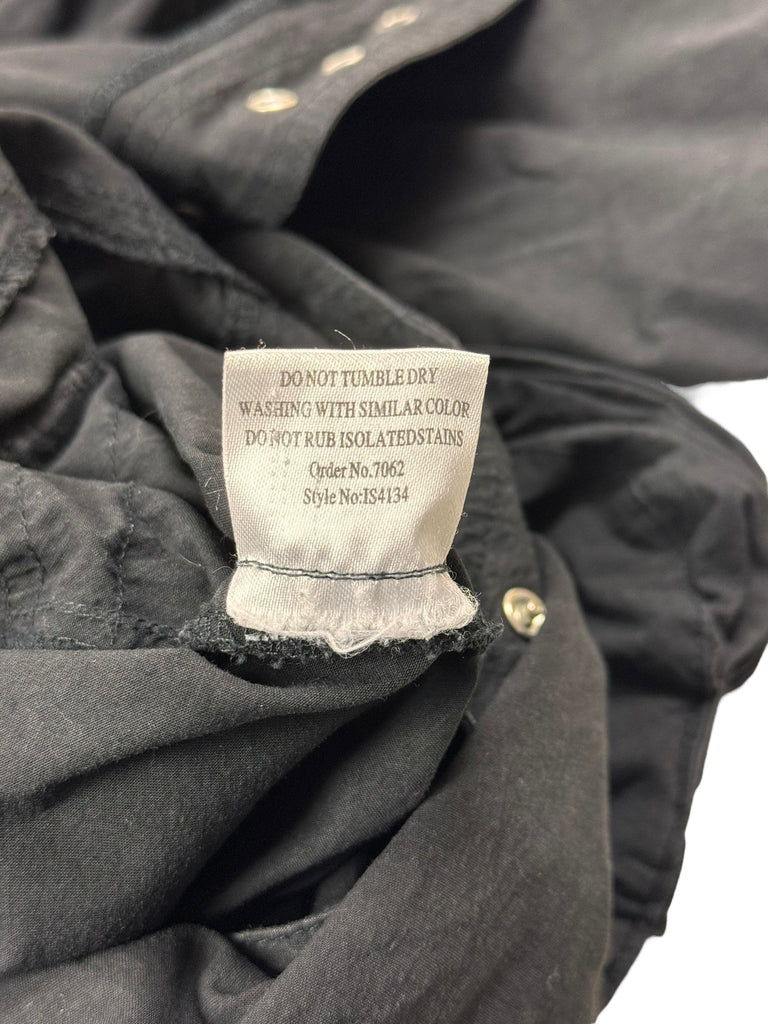 DO NOT TUMBLE DRY
WASHING WITH SIMILAR COLOR
DO NOT RUB ISOLATEDSTAINS
Order No.7062
Style No:IS4134